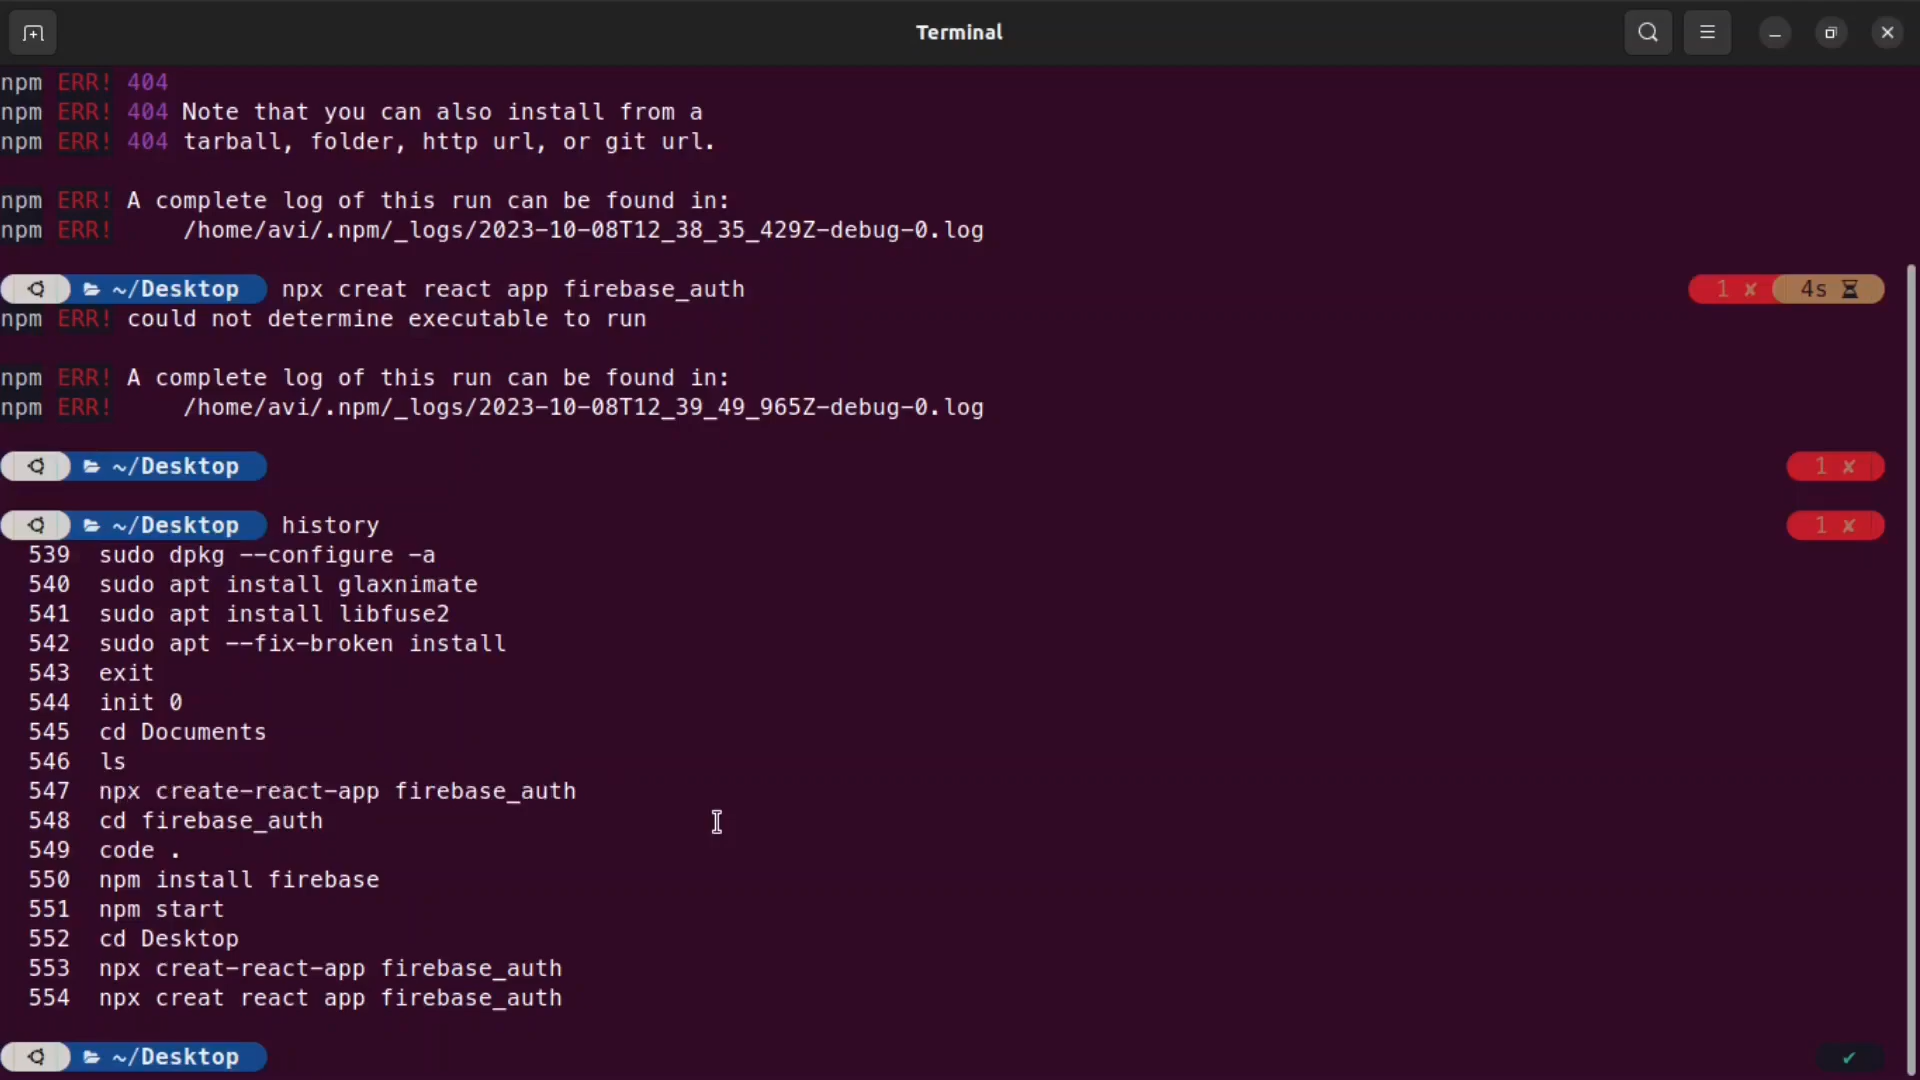 Terminal
npm ERR! 404
npm ERR! 404 Note that you can also install from a
npm ERR! 404 tarball, folder, http url, or git url.
npm ERR! A complete log of this run can be found in:
npm ERR!     /home/avi/.npm/_logs/2023-10-08T12_38_35_429Z-debug-0.log
~/Desktop npx creat react app firebase_auth 1 ✘ 4s
npm ERR! could not determine executable to run
npm ERR! A complete log of this run can be found in:
npm ERR!     /home/avi/.npm/_logs/2023-10-08T12_39_49_965Z-debug-0.log
~/Desktop 1 ✘
~/Desktop history 1 ✘
539  sudo dpkg --configure -a
540  sudo apt install glaxnimate
541  sudo apt install libfuse2
542  sudo apt --fix-broken install
543  exit
544  init 0
545  cd Documents
546  ls
547  npx create-react-app firebase_auth
548  cd firebase_auth
549  code .
550  npm install firebase
551  npm start
552  cd Desktop
553  npx creat-react-app firebase_auth
554  npx creat react app firebase_auth
~/Desktop ✔